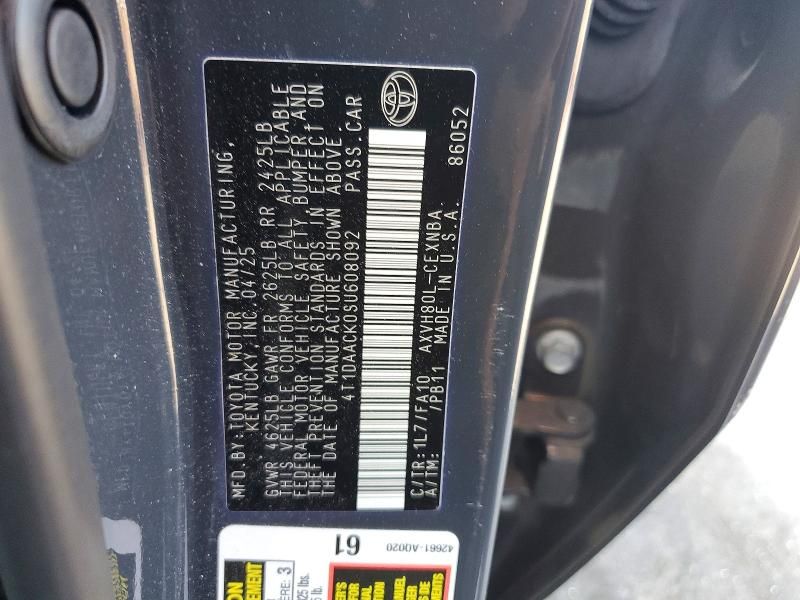 MFD. BY: TOYOTA MOTOR MANUFACTURING,
KENTUCKY, INC. 04/25
GVWR 4625LB GAWR FR 2625LB RR 2425LB
THIS VEHICLE CONFORMS TO ALL APPLICABLE
FEDERAL MOTOR VEHICLE SAFETY, BUMPER, AND
THEFT PREVENTION STANDARDS IN EFFECT ON
THE DATE OF MANUFACTURE SHOWN ABOVE.
4T1DAACK0SU608092 PASS. CAR
C/TR: 1L7/FA10 AXVH80L-CEXNBA
A/TM: /PB11 MADE IN U.S.A. 86052
61
42661-A0020